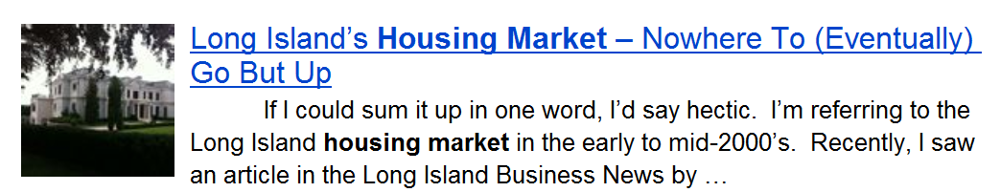 Long Island’s Housing Market – Nowhere To (Eventually)
Go But Up
If I could sum it up in one word, I’d say hectic.  I’m referring to the
Long Island housing market in the early to mid-2000’s.  Recently, I saw
an article in the Long Island Business News by …